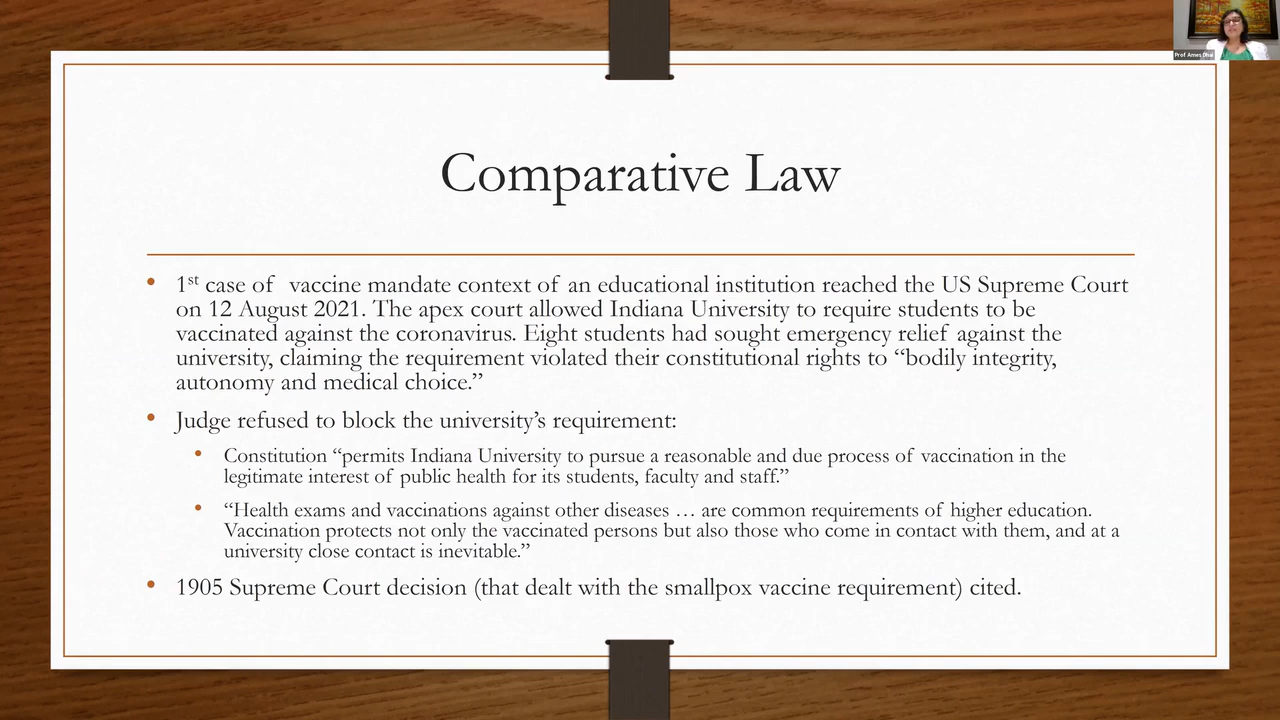 Prof Ames Dhai
Comparative Law
• 1st case of vaccine mandate context of an educational institution reached the US Supreme Court
on 12 August 2021. The apex court allowed Indiana University to require students to be
vaccinated against the coronavirus. Eight students had sought emergency relief against the
university, claiming the requirement violated their constitutional rights to “bodily integrity,
autonomy and medical choice.”
• Judge refused to block the university’s requirement:
• Constitution “permits Indiana University to pursue a reasonable and due process of vaccination in the
legitimate interest of public health for its students, faculty and staff.”
• “Health exams and vaccinations against other diseases … are common requirements of higher education.
Vaccination protects not only the vaccinated persons but also those who come in contact with them, and at a
university close contact is inevitable.”
• 1905 Supreme Court decision (that dealt with the smallpox vaccine requirement) cited.